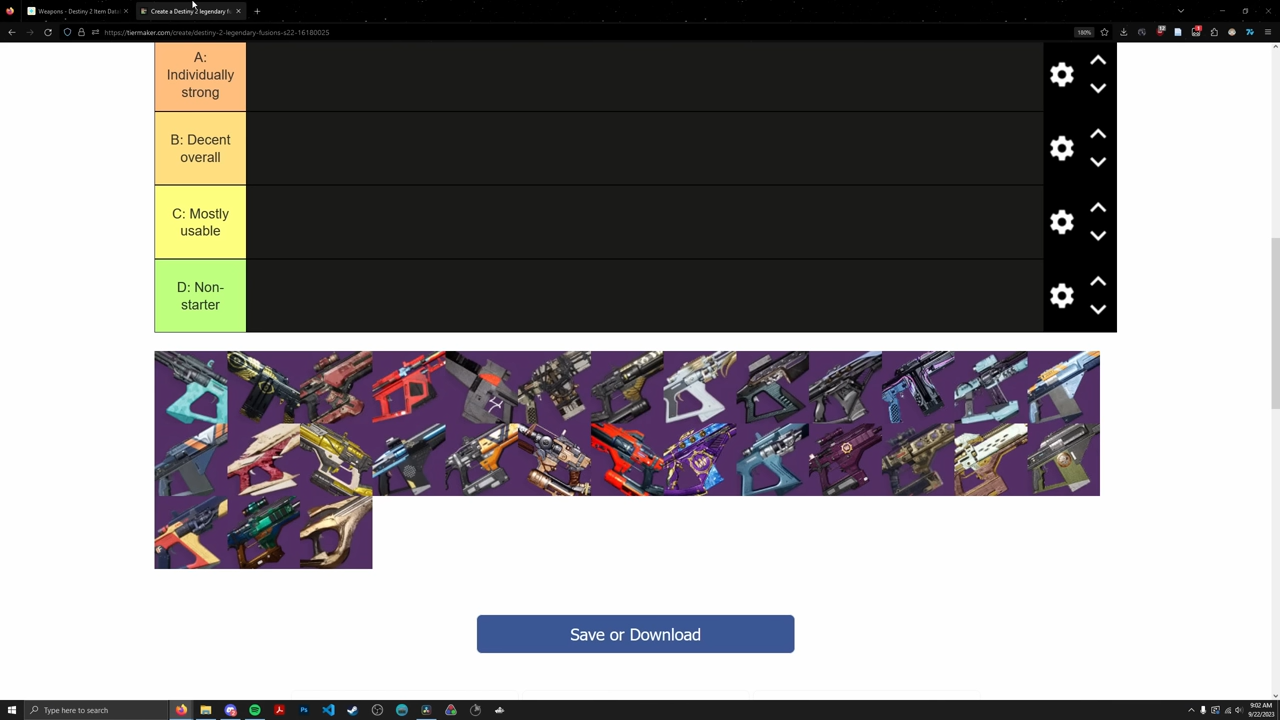 Weapons - Destiny 2 Item Data
Create a Destiny 2 legendary fu
https://tiermaker.com/create/destiny-2-legendary-fusions-s22-16180025
180%
A:
Individually
strong
B: Decent
overall
C: Mostly
usable
D: Non-
starter
Save or Download
Type here to search
9:02 AM
9/22/2023